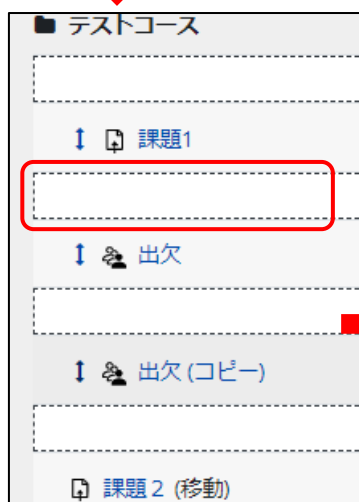 テストコース
課題1
出欠
出欠 (コピー)
課題２ (移動)